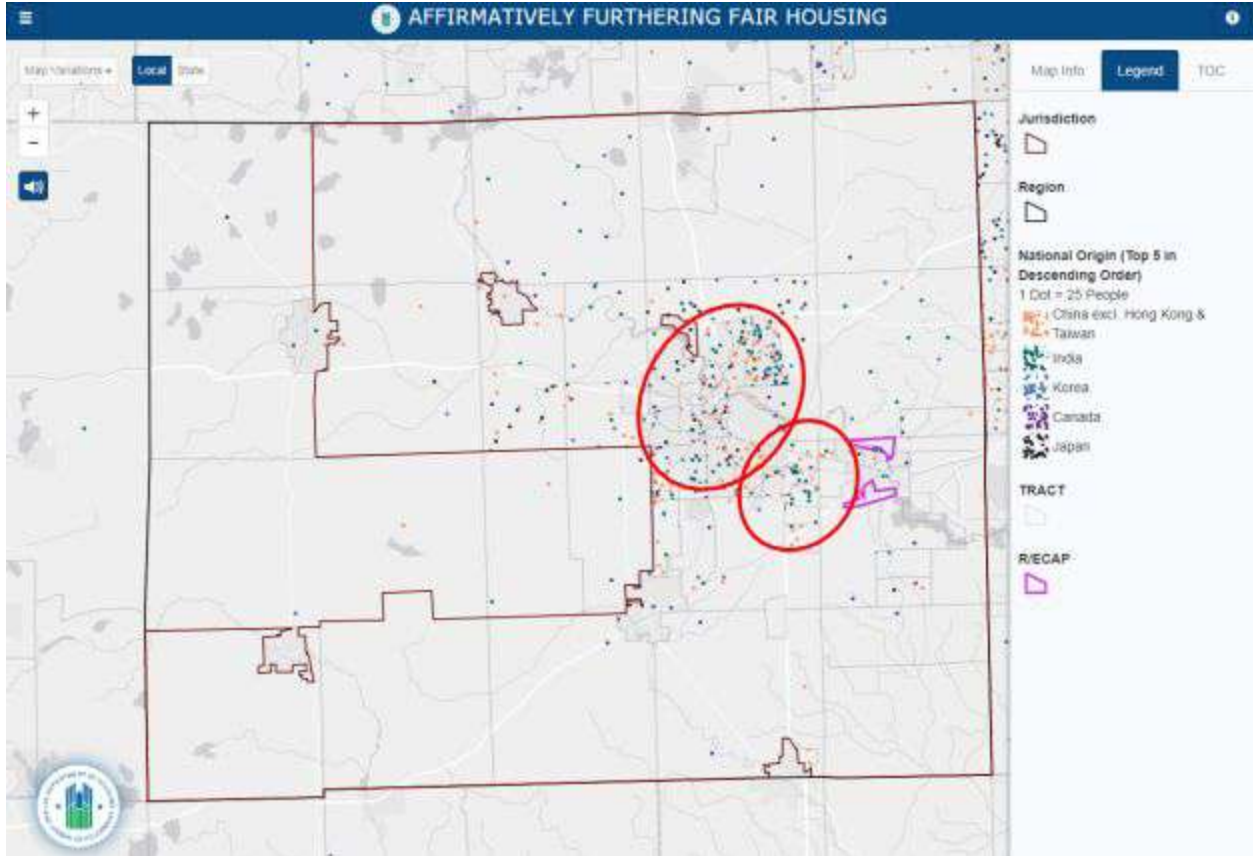 AFFIRMATIVELY FURTHERING FAIR HOUSING
Map Variations
Local State
+
−
Map Info Legend TOC
Jurisdiction
Region
National Origin (Top 5 in
Descending Order)
1 Dot = 25 People
China excl. Hong Kong &
Taiwan
India
Korea
Canada
Japan
TRACT
R/ECAP